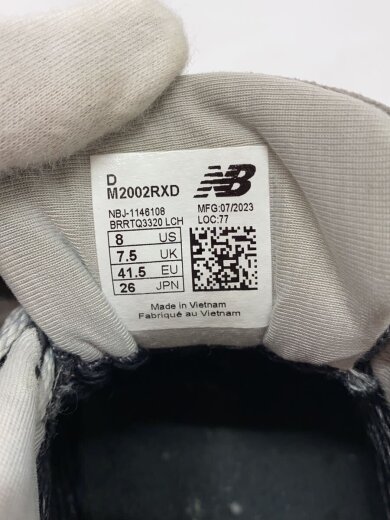 D
M2002RXD
NB
NBJ-1146108
BRRTQ3320 LCH
MFG:07/2023
LOC:77
8 US
7.5 UK
41.5 EU
26 JPN
Made in Vietnam
Fabriqué au Vietnam